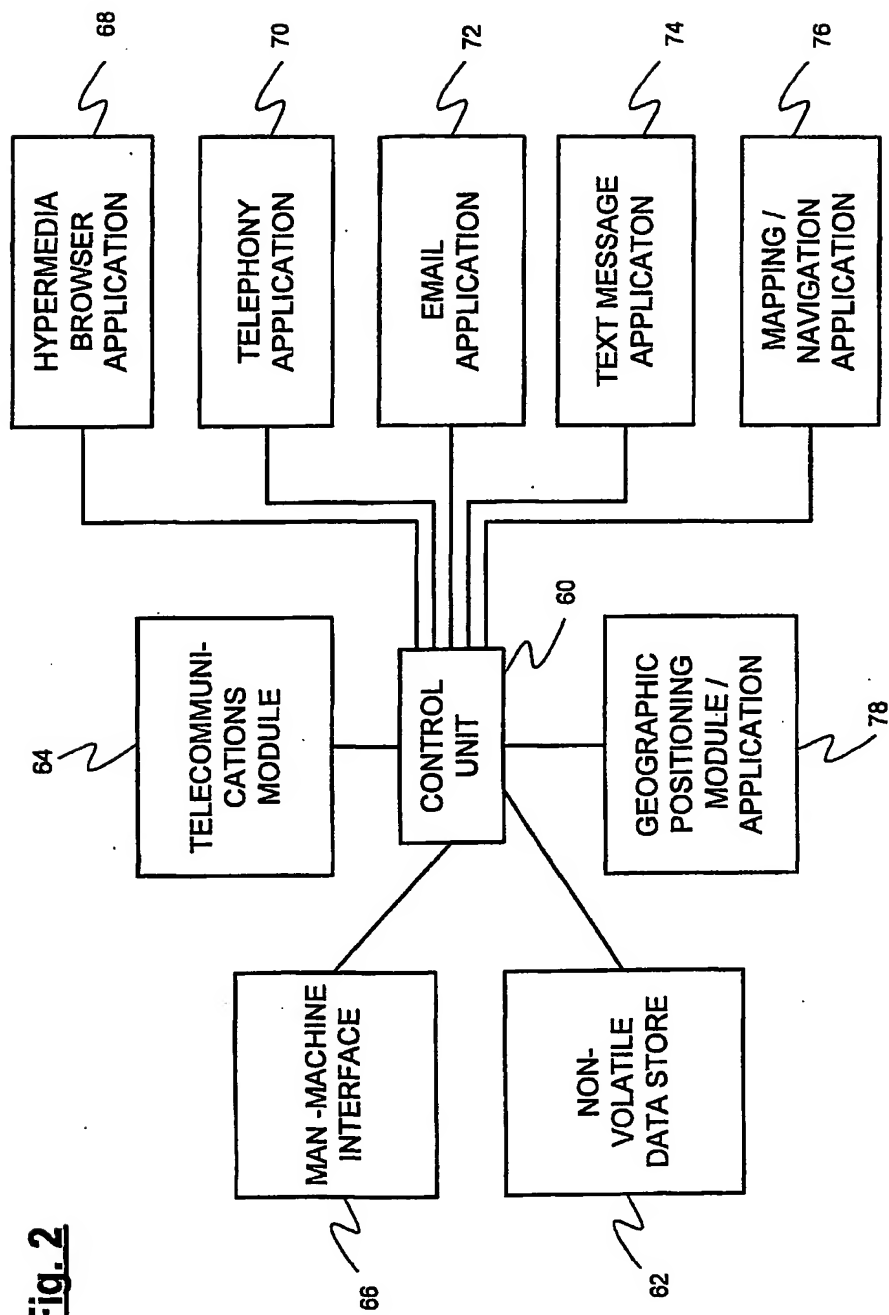 Fig. 2
68
HYPERMEDIA
BROWSER
APPLICATION
70
TELEPHONY
APPLICATION
72
EMAIL
APPLICATION
74
TEXT MESSAGE
APPLICATON
76
MAPPING /
NAVIGATION
APPLICATION
64
TELECOMMUNI-
CATIONS
MODULE
60
CONTROL
UNIT
78
GEOGRAPHIC
POSITIONING
MODULE /
APPLICATION
66
MAN -MACHINE
INTERFACE
62
NON-
VOLATILE
DATA STORE